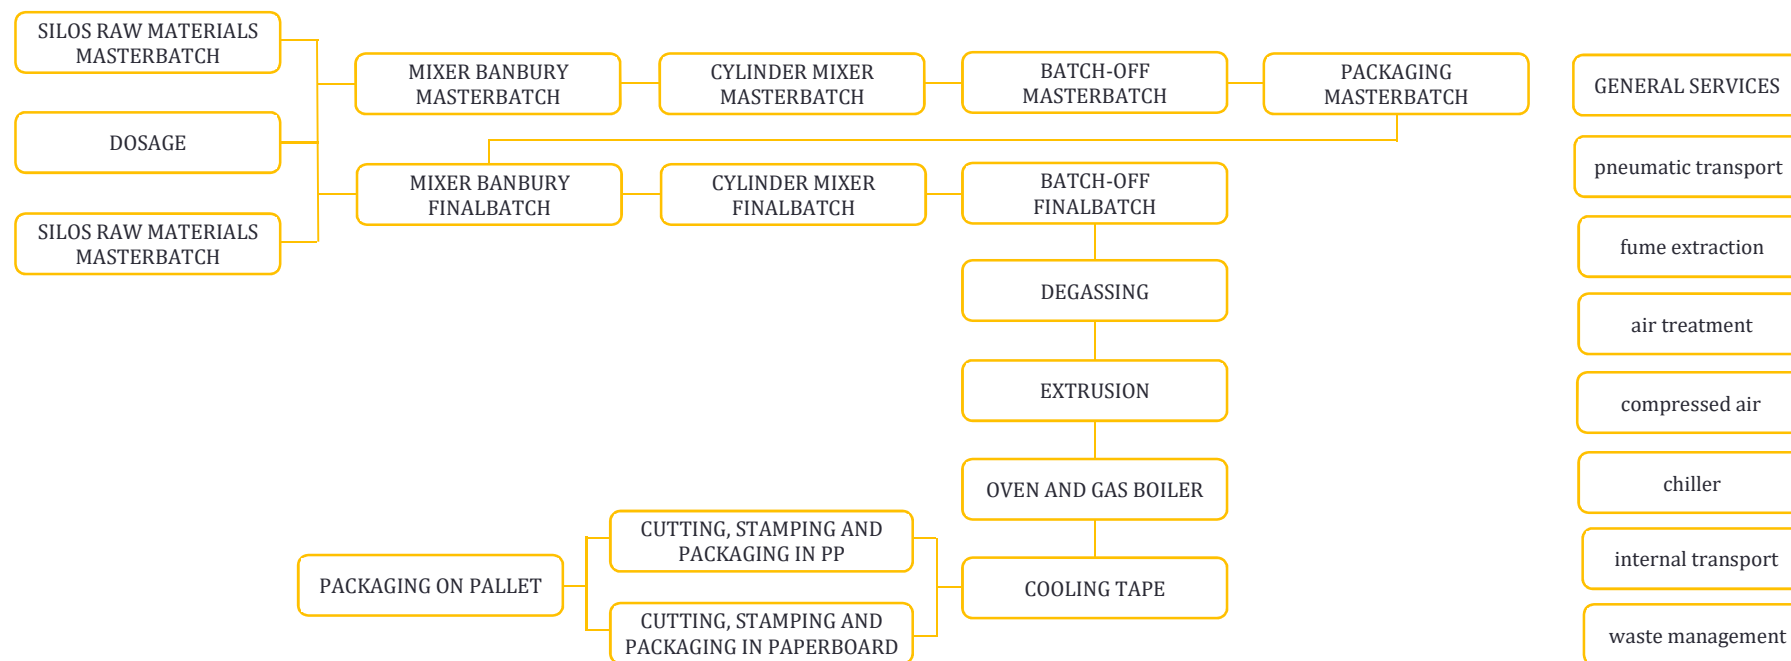 SILOS RAW MATERIALS
MASTERBATCH
DOSAGE
SILOS RAW MATERIALS
MASTERBATCH
MIXER BANBURY
MASTERBATCH
CYLINDER MIXER
MASTERBATCH
BATCH-OFF
MASTERBATCH
PACKAGING
MASTERBATCH
MIXER BANBURY
FINALBATCH
CYLINDER MIXER
FINALBATCH
BATCH-OFF
FINALBATCH
DEGASSING
EXTRUSION
OVEN AND GAS BOILER
COOLING TAPE
CUTTING, STAMPING AND
PACKAGING IN PP
CUTTING, STAMPING AND
PACKAGING IN PAPERBOARD
PACKAGING ON PALLET
GENERAL SERVICES
pneumatic transport
fume extraction
air treatment
compressed air
chiller
internal transport
waste management